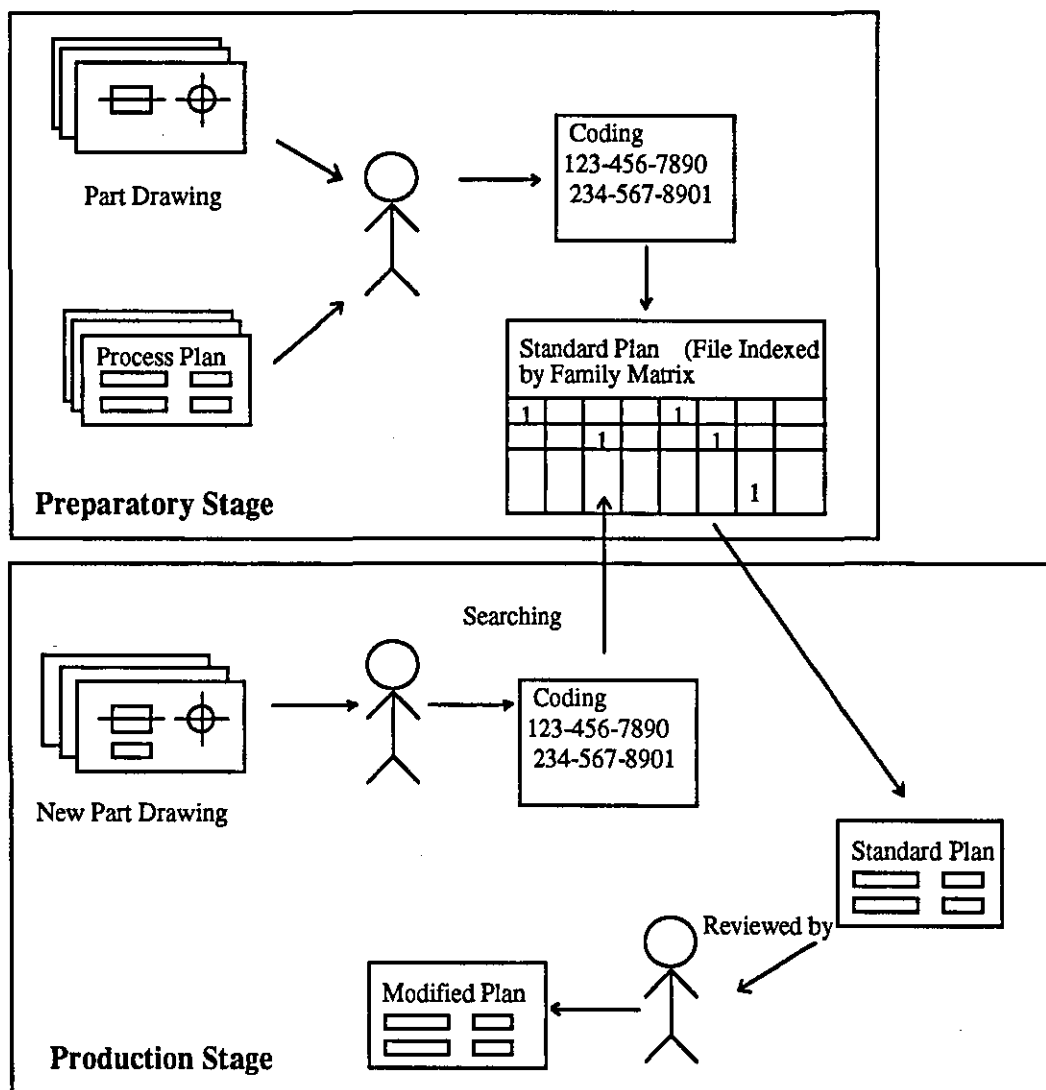 Part Drawing
Coding
123-456-7890
234-567-8901
Process Plan
Standard Plan (File Indexed
by Family Matrix
1 1
1 1
1
Preparatory Stage
Searching
Coding
123-456-7890
234-567-8901
New Part Drawing
Standard Plan
Reviewed by
Modified Plan
Production Stage